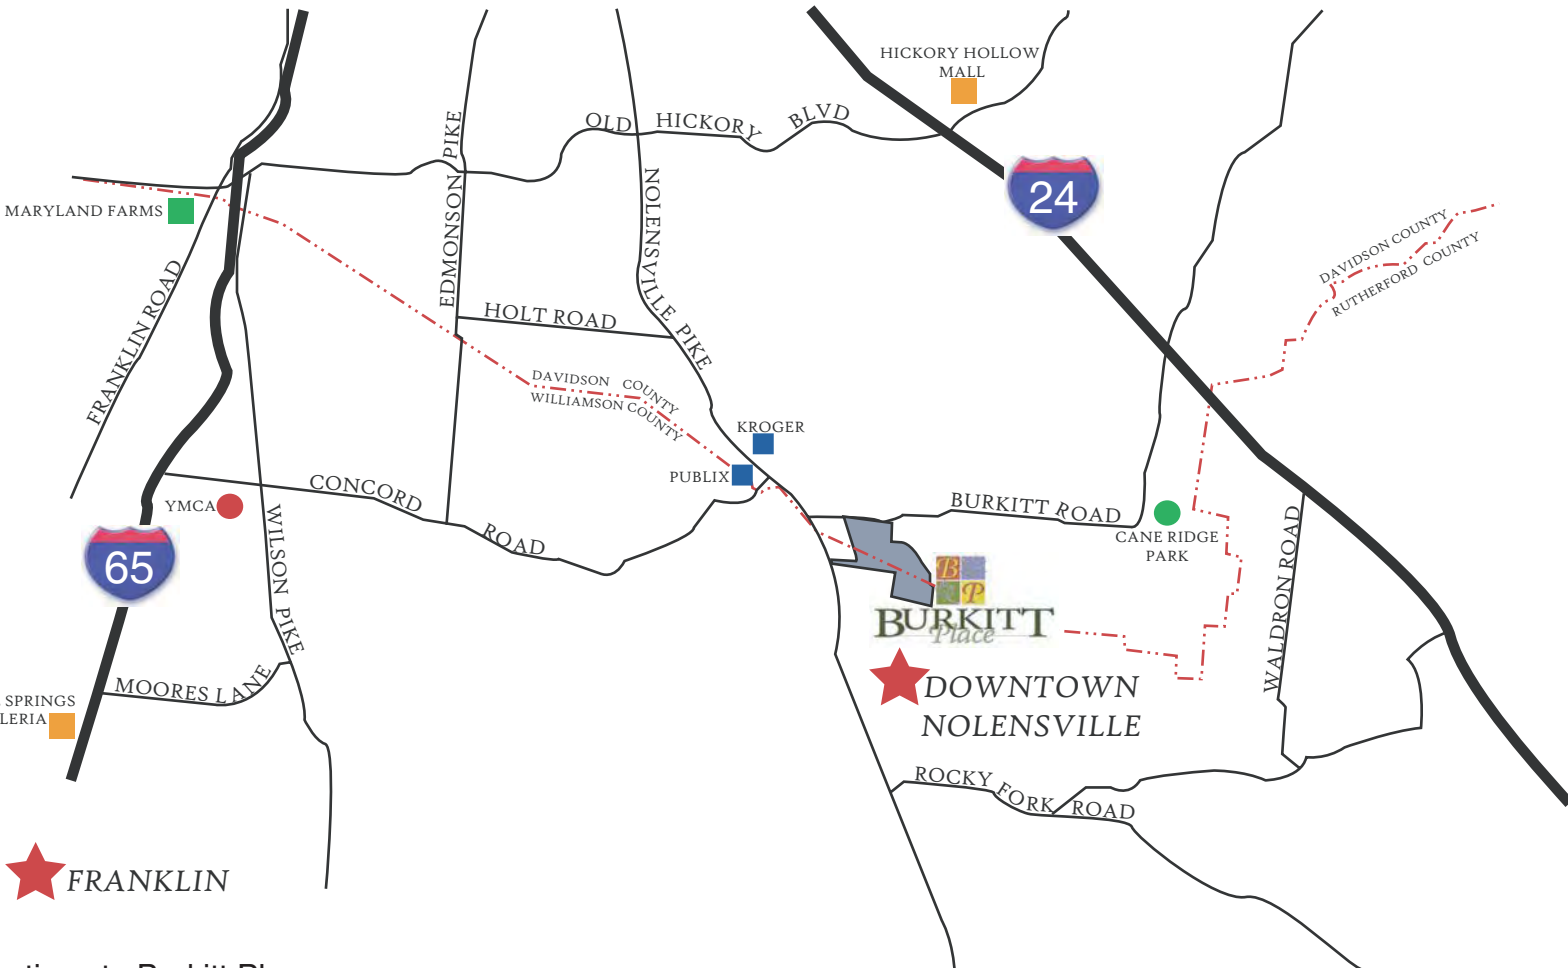 HICKORY HOLLOW
MALL
OLD HICKORY BLVD
EDMONSON PIKE
NOLENSVILLE PIKE
24
MARYLAND FARMS
FRANKLIN ROAD
HOLT ROAD
DAVIDSON COUNTY
RUTHERFORD COUNTY
DAVIDSON COUNTY
WILLIAMSON COUNTY
KROGER
PUBLIX
CONCORD ROAD
YMCA
WILSON PIKE
BURKITT ROAD
CANE RIDGE
PARK
WALDRON ROAD
65
B
P
BURKITT
Place
MOORES LANE
SPRINGS
LERIA
DOWNTOWN
NOLENSVILLE
ROCKY FORK ROAD
FRANKLIN